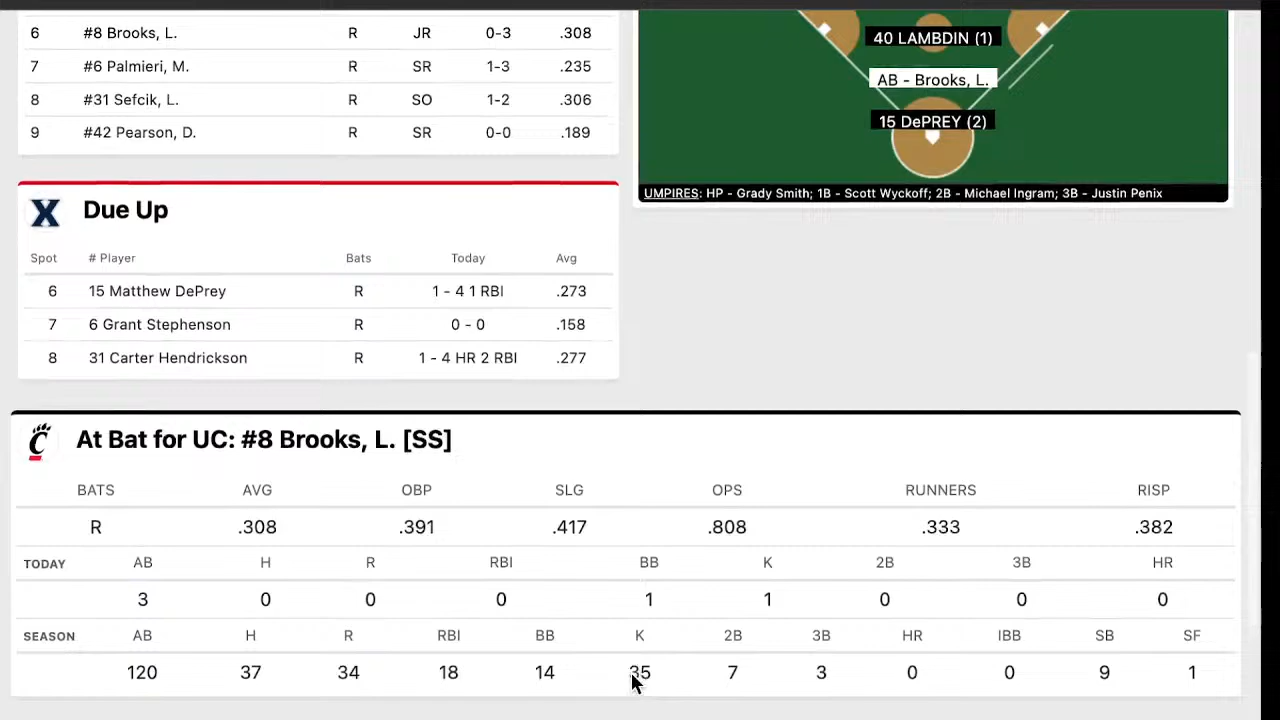 6 #8 Brooks, L. R JR 0-3 .308
7 #6 Palmieri, M. R SR 1-3 .235
8 #31 Sefcik, L. R SO 1-2 .306
9 #42 Pearson, D. R SR 0-0 .189
40 LAMBDIN (1)
AB - Brooks, L.
15 DePREY (2)
UMPIRES: HP - Grady Smith; 1B - Scott Wyckoff; 2B - Michael Ingram; 3B - Justin Penix
X Due Up
Spot # Player Bats Today Avg
6 15 Matthew DePrey R 1 - 4 1 RBI .273
7 6 Grant Stephenson R 0 - 0 .158
8 31 Carter Hendrickson R 1 - 4 HR 2 RBI .277
C At Bat for UC: #8 Brooks, L. [SS]
BATS AVG OBP SLG OPS RUNNERS RISP
R .308 .391 .417 .808 .333 .382
TODAY AB H R RBI BB K 2B 3B HR
3 0 0 0 1 1 0 0 0
SEASON AB H R RBI BB K 2B 3B HR IBB SB SF
120 37 34 18 14 35 7 3 0 0 9 1